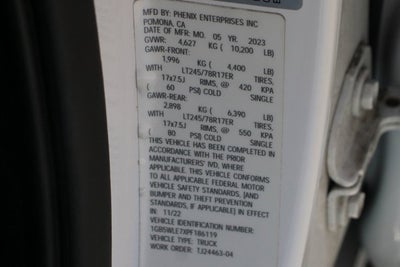 MFD.BY: PHENIX ENTERPRISES INC
POMONA, CA
DATE OF MFR: MO. 05 YR. 2023
GVWR: 4,627 KG (10,200 LB)
GAWR-FRONT:
1,996 KG ( 4,400 LB)
WITH LT245/78R17ER TIRES,
17x7.5J RIMS, @ 420 KPA
( 60 PSI) COLD SINGLE
GAWR-REAR:
2,898 KG ( 6,390 LB)
WITH LT245/78R17ER TIRES,
17x7.5J RIMS, @ 550 KPA
( 80 PSI) COLD SINGLE
THIS VEHICLE HAS BEEN COMPLETED IN
ACCORDANCE WITH THE PRIOR
MANUFACTURERS' IVD, WHERE
APPLICABLE. THIS VEHICLE CONFORMS
TO ALL APPLICABLE FEDERAL MOTOR
VEHICLE SAFETY STANDARDS, [AND
BUMPER AND THEFT PREVENTION
STANDARDS, IF APPLICABLE] IN EFFECT
IN: 11/22
VEHICLE IDENTIFICATION NUMBER:
1GB5WLE7XPF186119
VEHICLE TYPE: TRUCK
WORK ORDER: TJ24463-04